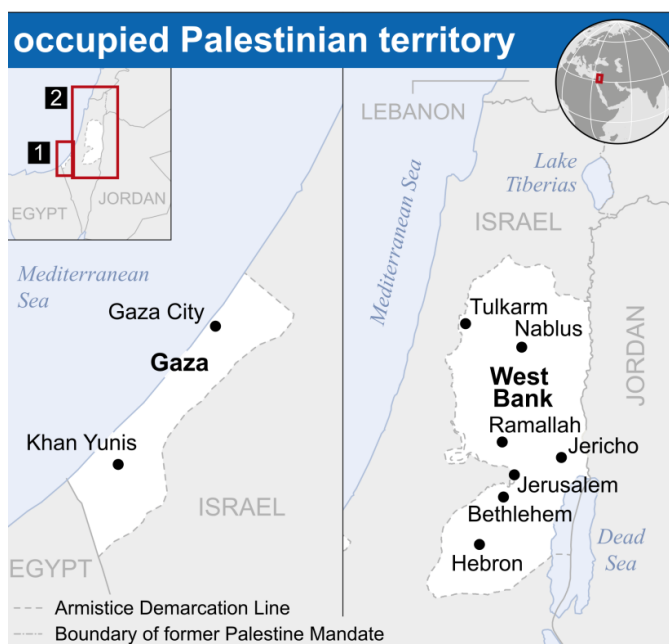 occupied Palestinian territory
2
1
EGYPT
JORDAN
Mediterranean
Sea
Gaza City
Gaza
Khan Yunis
ISRAEL
EGYPT
Armistice Demarcation Line
Boundary of former Palestine Mandate
LEBANON
Mediterranean Sea
Lake
Tiberias
ISRAEL
JORDAN
Tulkarm
Nablus
West
Bank
Ramallah
Jericho
Jerusalem
Bethlehem
Hebron
Dead
Sea